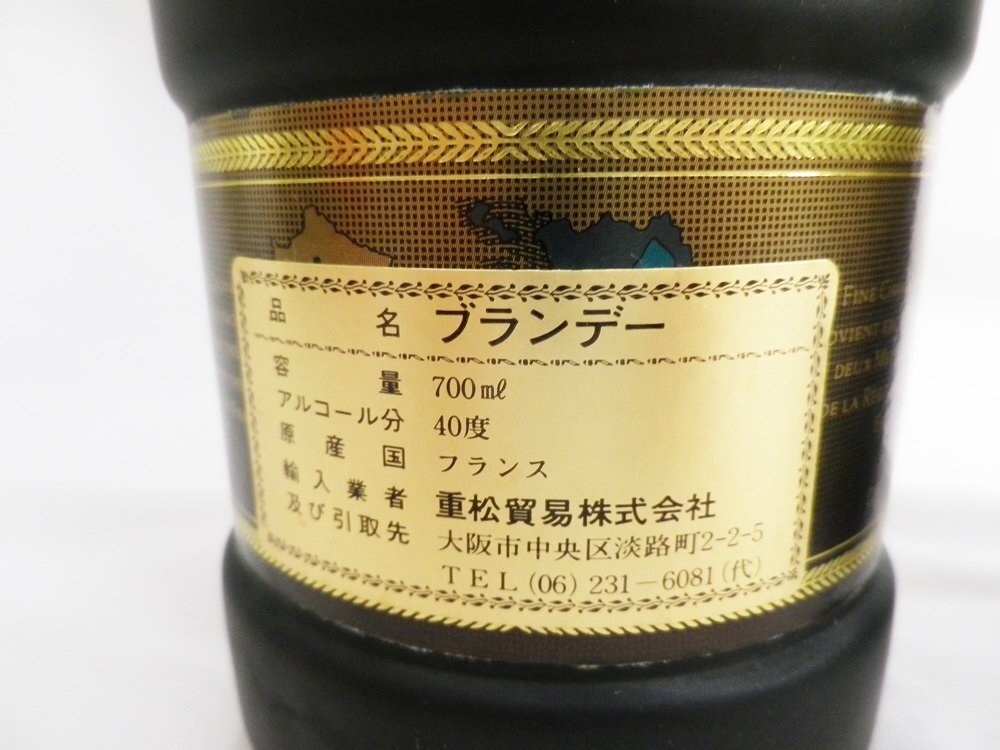 品名 ブランデー
容量 700㎖
アルコール分 40度
原産国 フランス
輸入業者及び引取先 重松貿易株式会社
大阪市中央区淡路町2-2-5
TEL(06)231-6081(代)
FINE
DEUX
DE LA